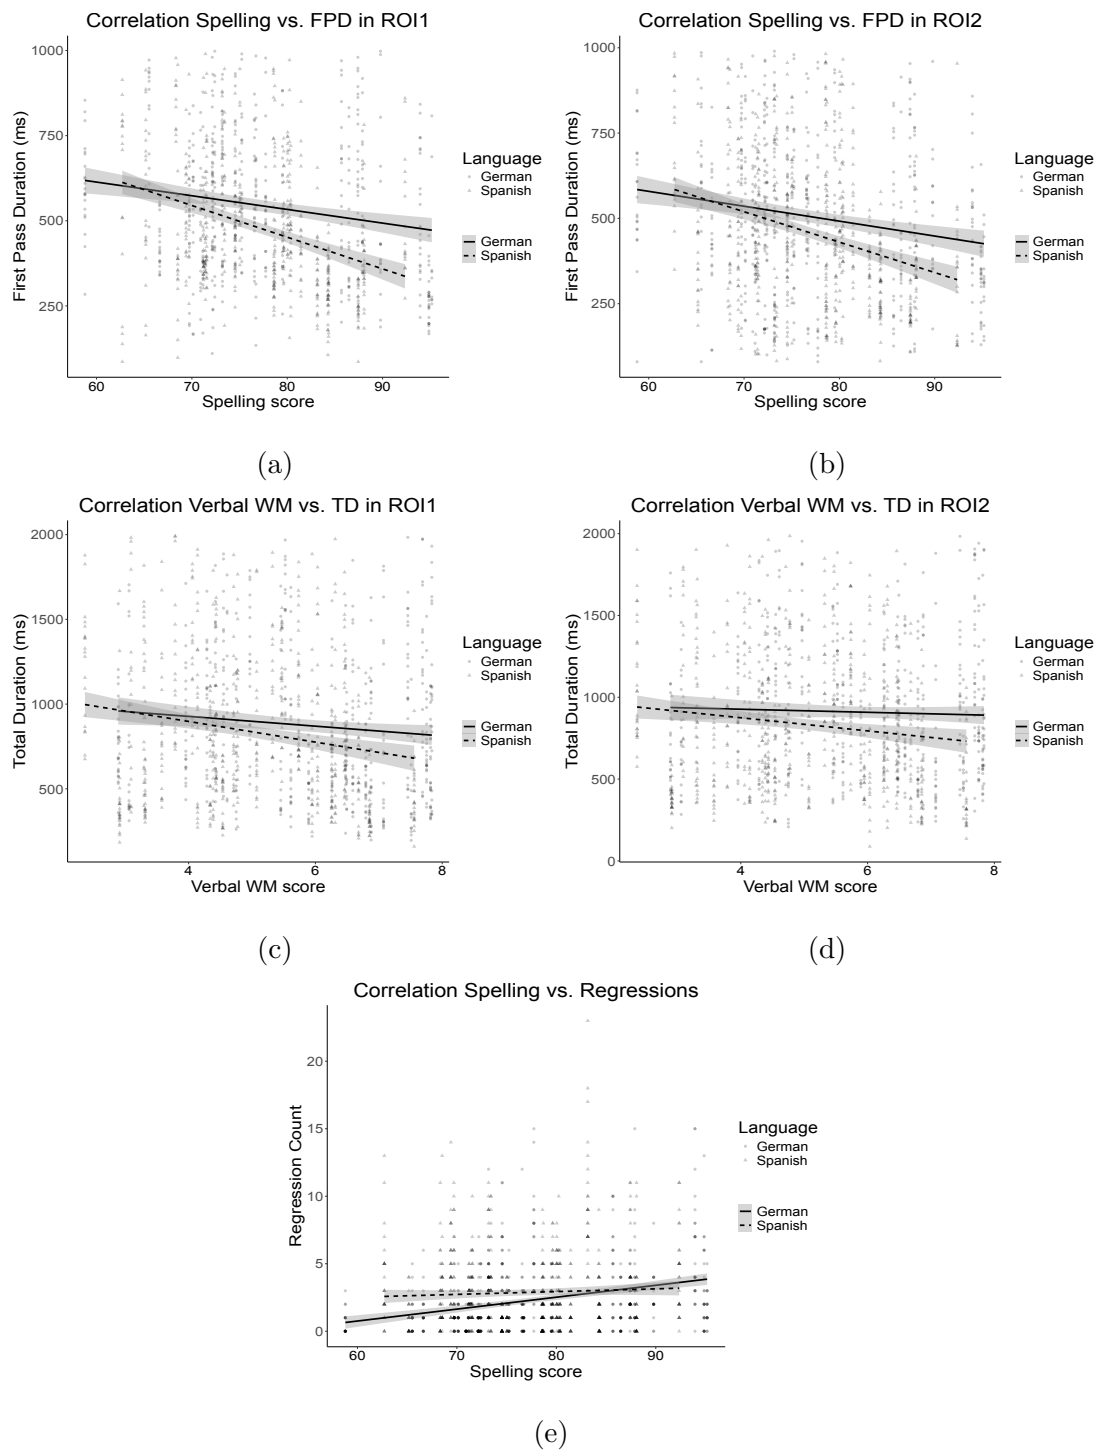 Correlation Spelling vs. FPD in ROI1
First Pass Duration (ms)
1000
750
500
250
60 70 80 90
Spelling score
Language
German
Spanish
German
Spanish
(a)
Correlation Spelling vs. FPD in ROI2
First Pass Duration (ms)
1000
750
500
250
60 70 80 90
Spelling score
Language
German
Spanish
German
Spanish
(b)
Correlation Verbal WM vs. TD in ROI1
Total Duration (ms)
2000
1500
1000
500
4 6 8
Verbal WM score
Language
German
Spanish
German
Spanish
(c)
Correlation Verbal WM vs. TD in ROI2
Total Duration (ms)
2000
1500
1000
500
0
4 6 8
Verbal WM score
Language
German
Spanish
German
Spanish
(d)
Correlation Spelling vs. Regressions
Regression Count
20
15
10
5
0
60 70 80 90
Spelling score
Language
German
Spanish
German
Spanish
(e)